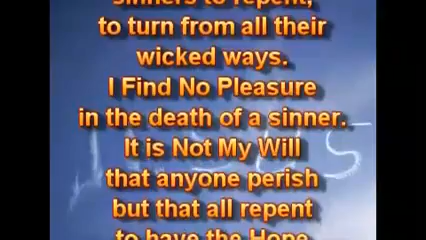 sinners to repent,
to turn from all their
wicked ways.
I Find No Pleasure
in the death of a sinner.
It is Not My Will
that anyone perish
but that all repent
to have the Hope
JESUS